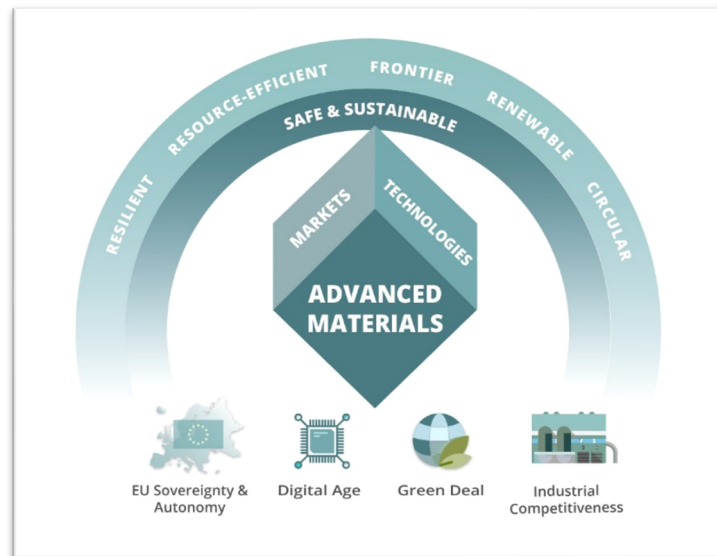 RESILIENT
RESOURCE-EFFICIENT
FRONTIER
RENEWABLE
CIRCULAR
SAFE & SUSTAINABLE
MARKETS
TECHNOLOGIES
ADVANCED
MATERIALS
EU Sovereignty &
Autonomy
Digital Age
Green Deal
Industrial
Competitiveness